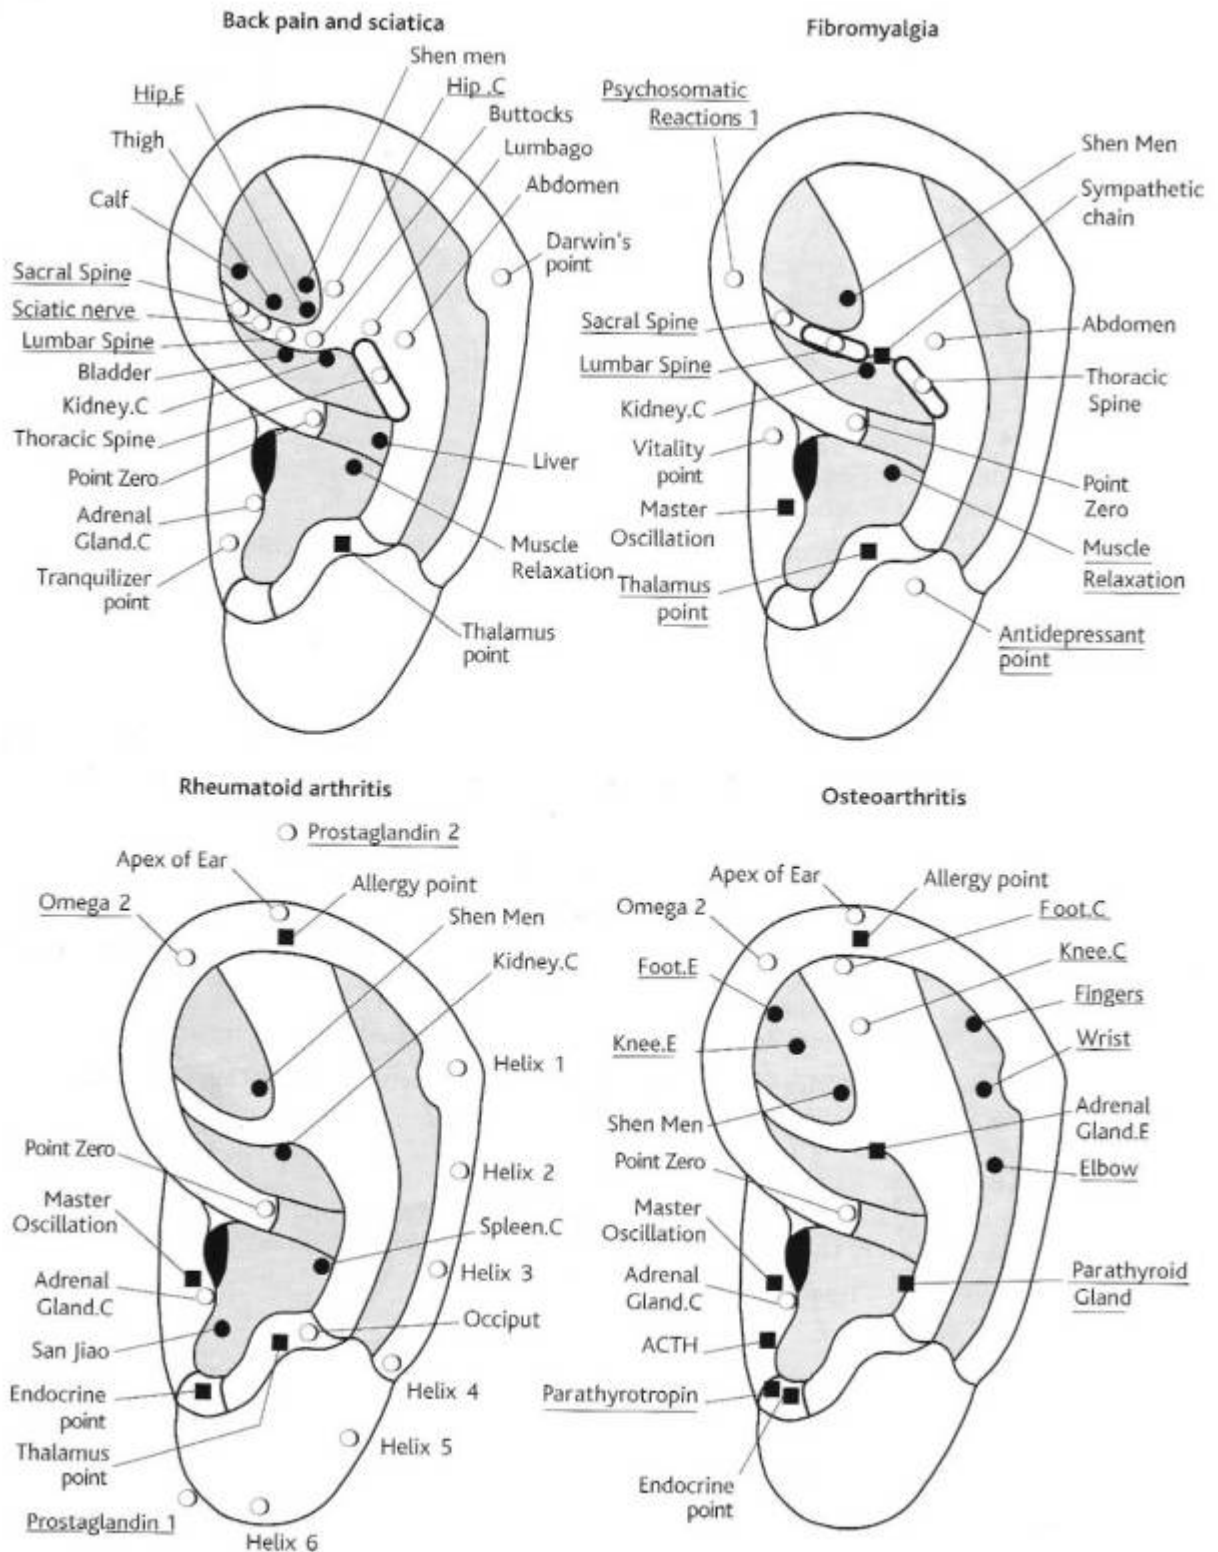 Back pain and sciatica
Shen men
Hip.E
Hip.C
Buttocks
Thigh
Lumbago
Abdomen
Calf
Darwin's
point
Sacral Spine
Sciatic nerve
Lumbar Spine
Bladder
Kidney.C
Thoracic Spine
Liver
Point Zero
Adrenal
Gland.C
Muscle
Relaxation
Tranquilizer
point
Thalamus
point
Fibromyalgia
Psychosomatic
Reactions 1
Shen Men
Sympathetic
chain
Sacral Spine
Abdomen
Lumbar Spine
Thoracic
Spine
Kidney.C
Vitality
point
Point
Zero
Master
Oscillation
Muscle
Relaxation
Thalamus
point
Antidepressant
point
Rheumatoid arthritis
Prostaglandin 2
Apex of Ear
Allergy point
Omega 2
Shen Men
Kidney.C
Helix 1
Point Zero
Helix 2
Master
Oscillation
Spleen.C
Adrenal
Gland.C
Helix 3
Occiput
San Jiao
Endocrine
point
Helix 4
Thalamus
point
Helix 5
Prostaglandin 1
Helix 6
Osteoarthritis
Apex of Ear
Allergy point
Omega 2
Foot.C
Foot.E
Knee.C
Fingers
Knee.E
Wrist
Shen Men
Adrenal
Gland.E
Point Zero
Elbow
Master
Oscillation
Adrenal
Gland.C
Parathyroid
Gland
ACTH
Parathyrotropin
Endocrine
point